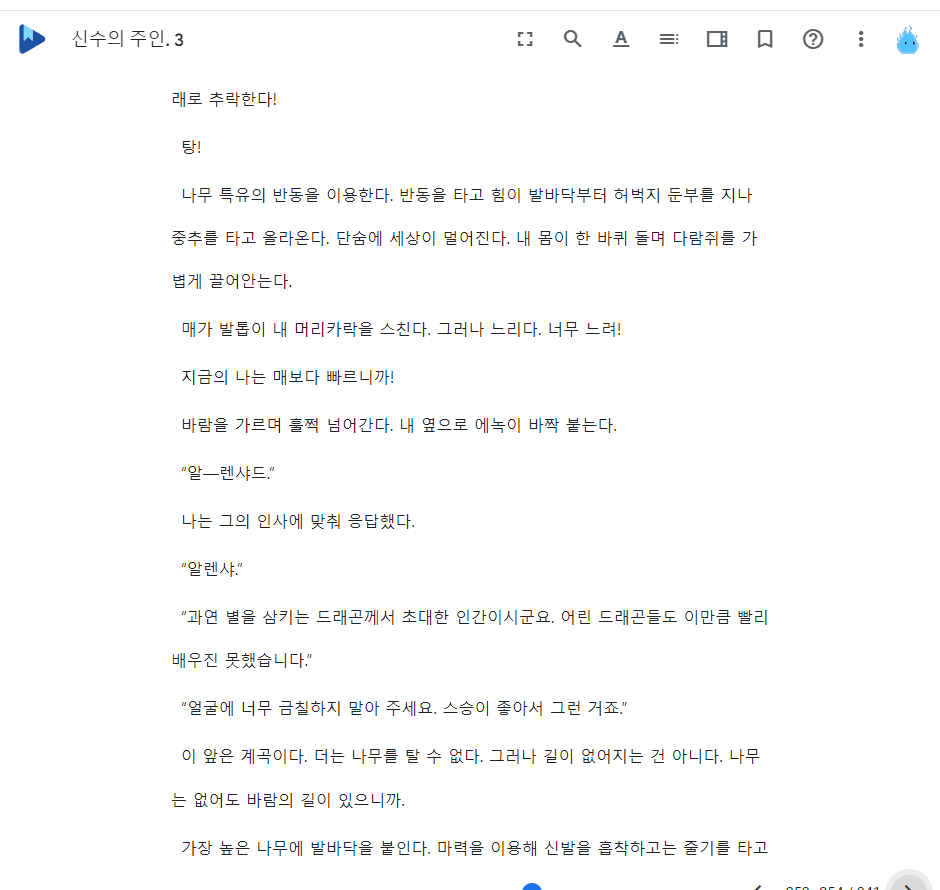 신수의 주인. 3
래로 추락한다!
탕!
나무 특유의 반동을 이용한다. 반동을 타고 힘이 발바닥부터 허벅지 둔부를 지나
중추를 타고 올라온다. 단숨에 세상이 멀어진다. 내 몸이 한 바퀴 돌며 다람쥐를 가
볍게 끌어안는다.
매가 발톱이 내 머리카락을 스친다. 그러나 느리다. 너무 느려!
지금의 나는 매보다 빠르니까!
바람을 가르며 훌쩍 넘어간다. 내 옆으로 에녹이 바짝 붙는다.
“알―렌샤드.”
나는 그의 인사에 맞춰 응답했다.
“알렌샤.”
“과연 별을 삼키는 드래곤께서 초대한 인간이시군요. 어린 드래곤들도 이만큼 빨리
배우진 못했습니다.”
“얼굴에 너무 금칠하지 말아 주세요. 스승이 좋아서 그런 거죠.”
이 앞은 계곡이다. 더는 나무를 탈 수 없다. 그러나 길이 없어지는 건 아니다. 나무
는 없어도 바람의 길이 있으니까.
가장 높은 나무에 발바닥을 붙인다. 마력을 이용해 신발을 흡착하고는 줄기를 타고